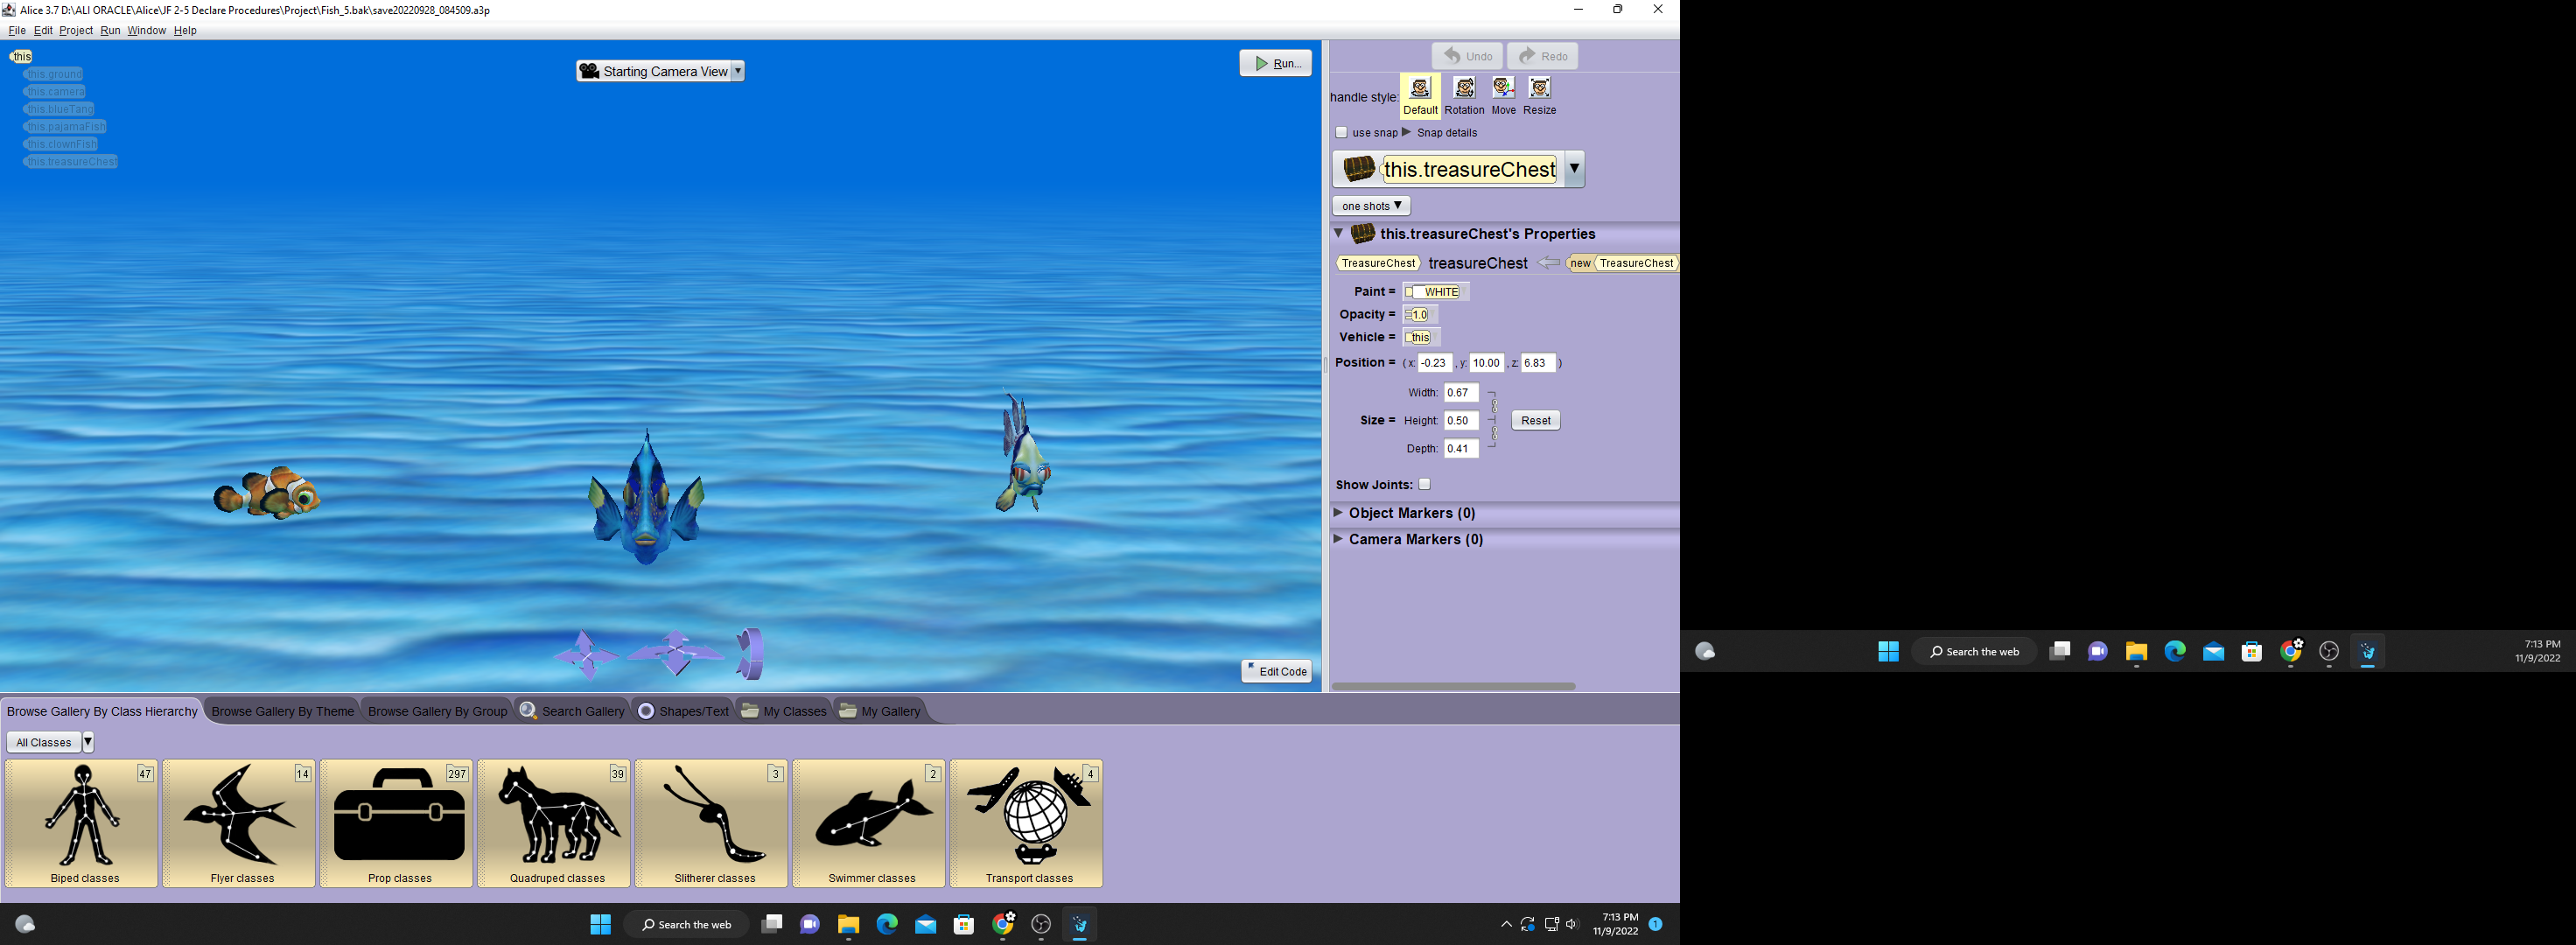 Alice 3.7 D:\ALI ORACLE\Alice\JF 2-5 Declare Procedures\Project\Fish_5.bak\save20220928_084509.a3p
File Edit Project Run Window Help
this
this.ground
this.camera
this.blueTang
this.pajamaFish
this.clownFish
this.treasureChest
Starting Camera View
Run...
Edit Code
Undo Redo
handle style:
Default Rotation Move Resize
use snap Snap details
this.treasureChest
one shots
this.treasureChest's Properties
TreasureChest treasureChest new TreasureChest
Paint = WHITE
Opacity = 1.0
Vehicle = this
Position = ( x: -0.23 , y: 10.00 , z: 6.83 )
Width: 0.67
Size = Height: 0.50 Reset
Depth: 0.41
Show Joints:
Object Markers (0)
Camera Markers (0)
Browse Gallery By Class Hierarchy Browse Gallery By Theme Browse Gallery By Group Search Gallery Shapes/Text My Classes My Gallery
All Classes
47 14 297 39 3 2 4
Biped classes Flyer classes Prop classes Quadruped classes Slitherer classes Swimmer classes Transport classes
Search the web
7:13 PM
11/9/2022
1
Search the web
7:13 PM
11/9/2022